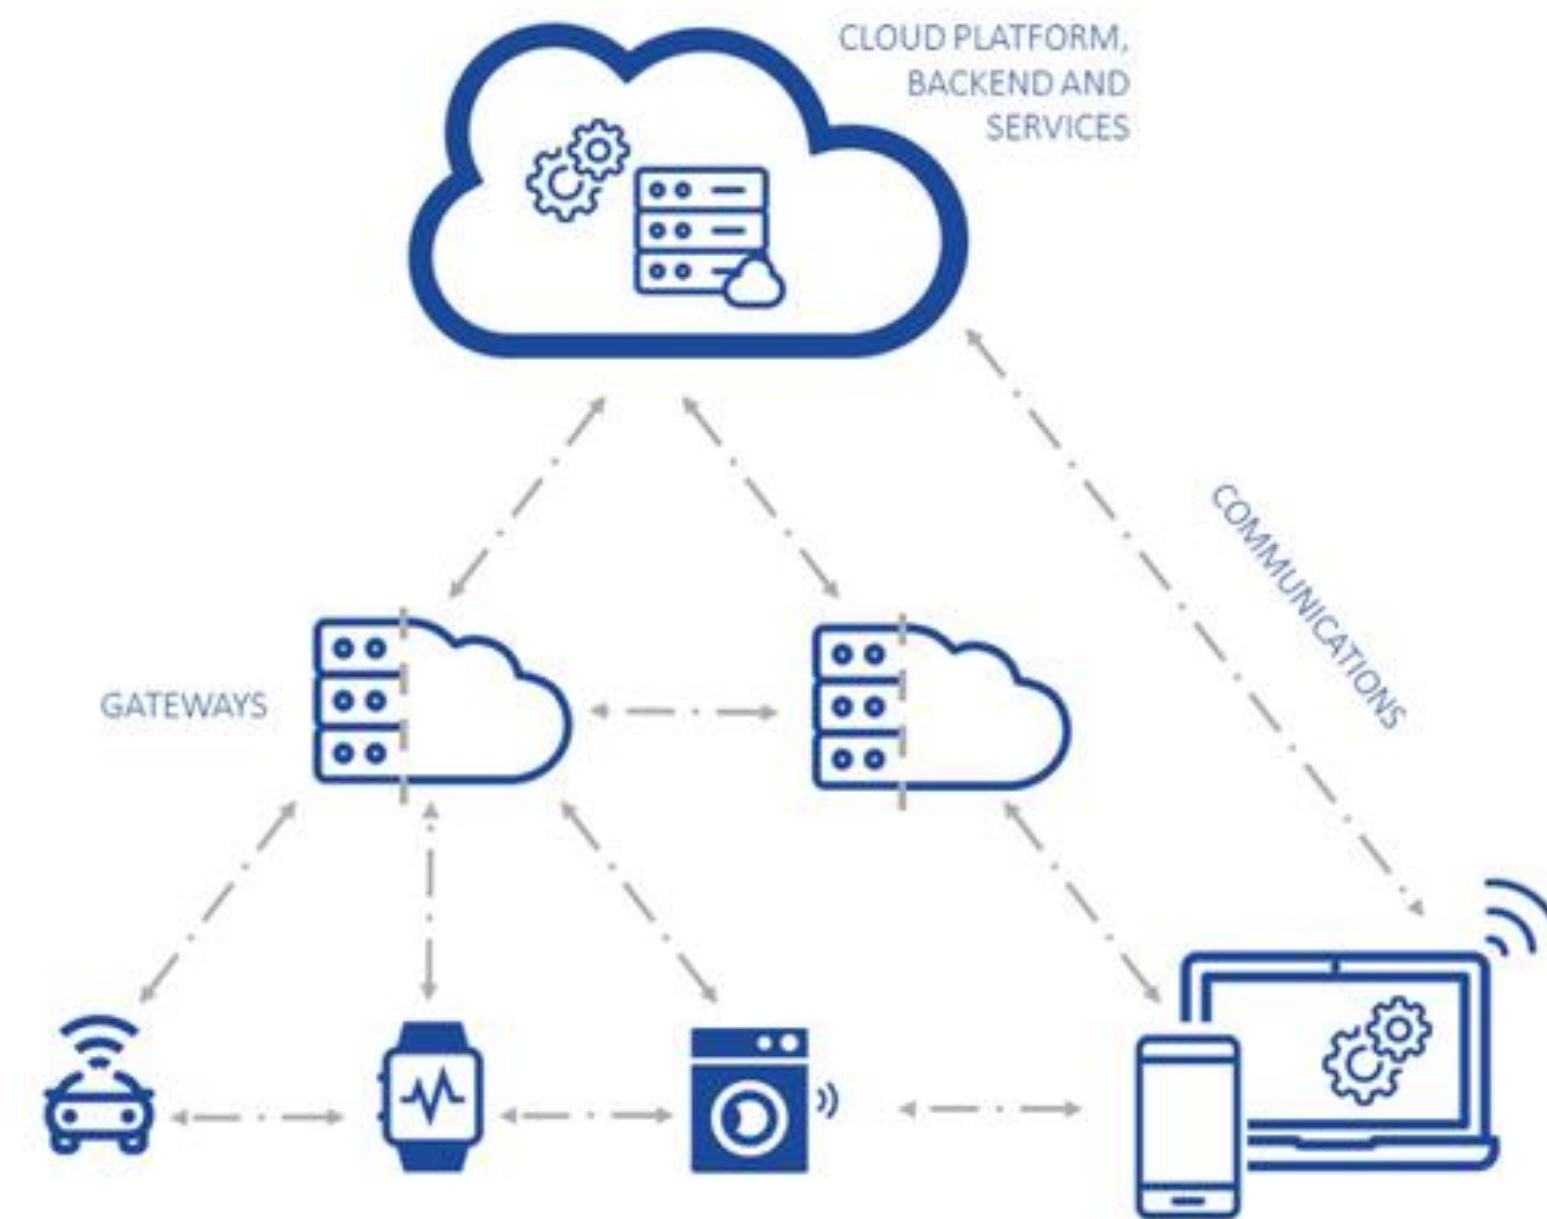 CLOUD PLATFORM,
BACKEND AND
SERVICES
COMMUNICATIONS
GATEWAYS